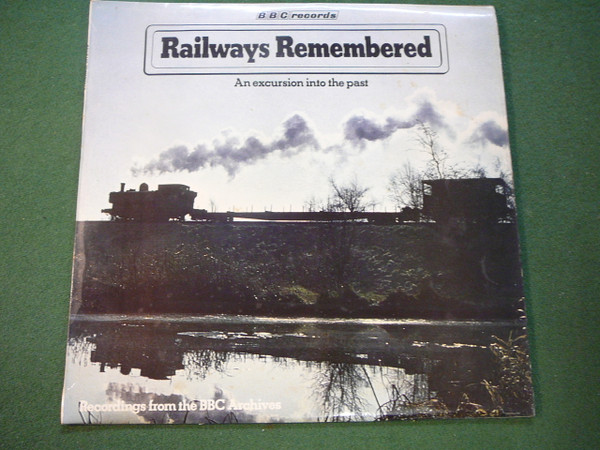 BBC records
Railways Remembered
An excursion into the past
Recordings from the BBC Archives